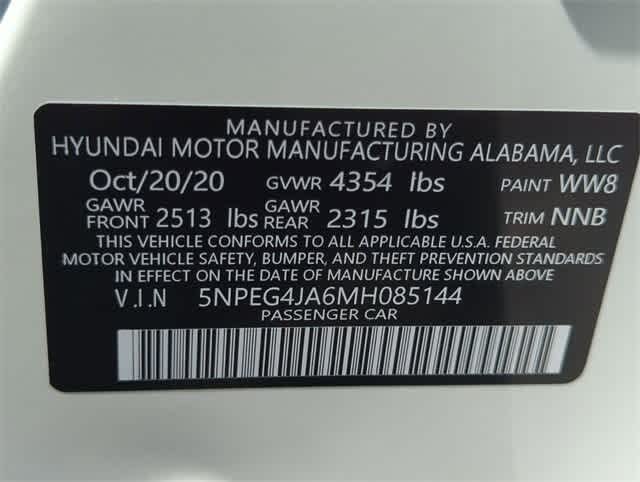 MANUFACTURED BY
HYUNDAI MOTOR MANUFACTURING ALABAMA, LLC
Oct/20/20 GVWR 4354 lbs PAINT WW8
GAWR FRONT 2513 lbs GAWR REAR 2315 lbs TRIM NNB
THIS VEHICLE CONFORMS TO ALL APPLICABLE U.S.A. FEDERAL
MOTOR VEHICLE SAFETY, BUMPER, AND THEFT PREVENTION STANDARDS
IN EFFECT ON THE DATE OF MANUFACTURE SHOWN ABOVE
V.I.N 5NPEG4JA6MH085144
PASSENGER CAR